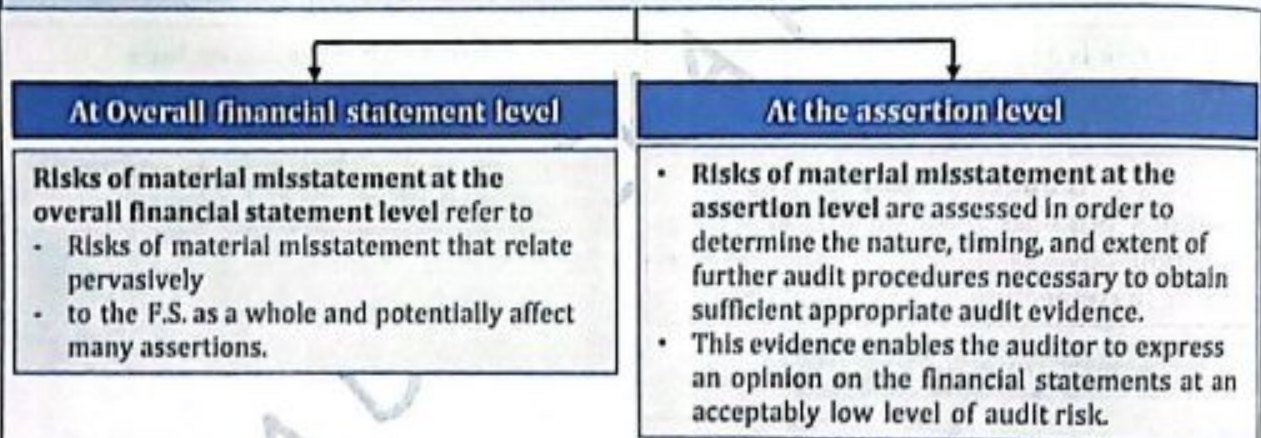 At Overall financial statement level
Risks of material misstatement at the
overall financial statement level refer to
- Risks of material misstatement that relate
pervasively
- to the F.S. as a whole and potentially affect
many assertions.
At the assertion level
• Risks of material misstatement at the
assertion level are assessed in order to
determine the nature, timing, and extent of
further audit procedures necessary to obtain
sufficient appropriate audit evidence.
• This evidence enables the auditor to express
an opinion on the financial statements at an
acceptably low level of audit risk.